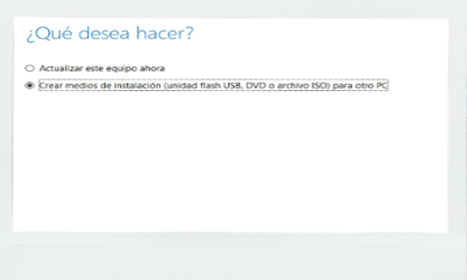 ¿Qué desea hacer?
Actualizar este equipo ahora
Crear medios de instalación (unidad flash USB, DVD o archivo ISO) para otro PC